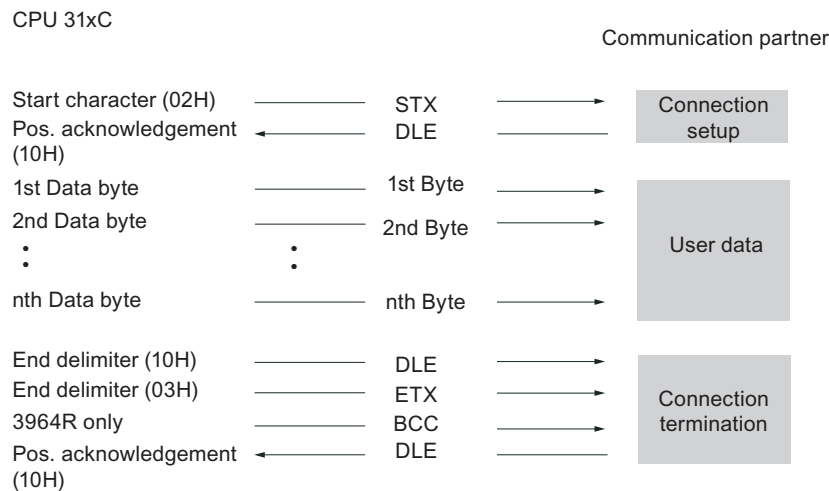 CPU 31xC
Communication partner
Start character (02H) STX Connection
Pos. acknowledgement DLE setup
(10H)
1st Data byte 1st Byte
2nd Data byte 2nd Byte
User data
nth Data byte nth Byte
End delimiter (10H) DLE
End delimiter (03H) ETX Connection
3964R only BCC termination
Pos. acknowledgement DLE
(10H)